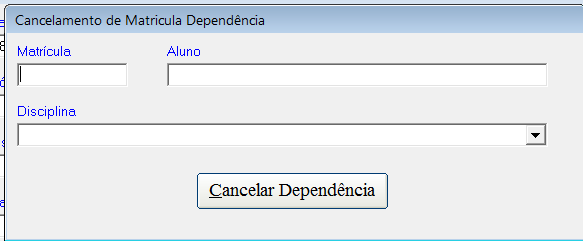 Cancelamento de Matricula Dependência
Matrícula Aluno
Disciplina
Cancelar Dependência